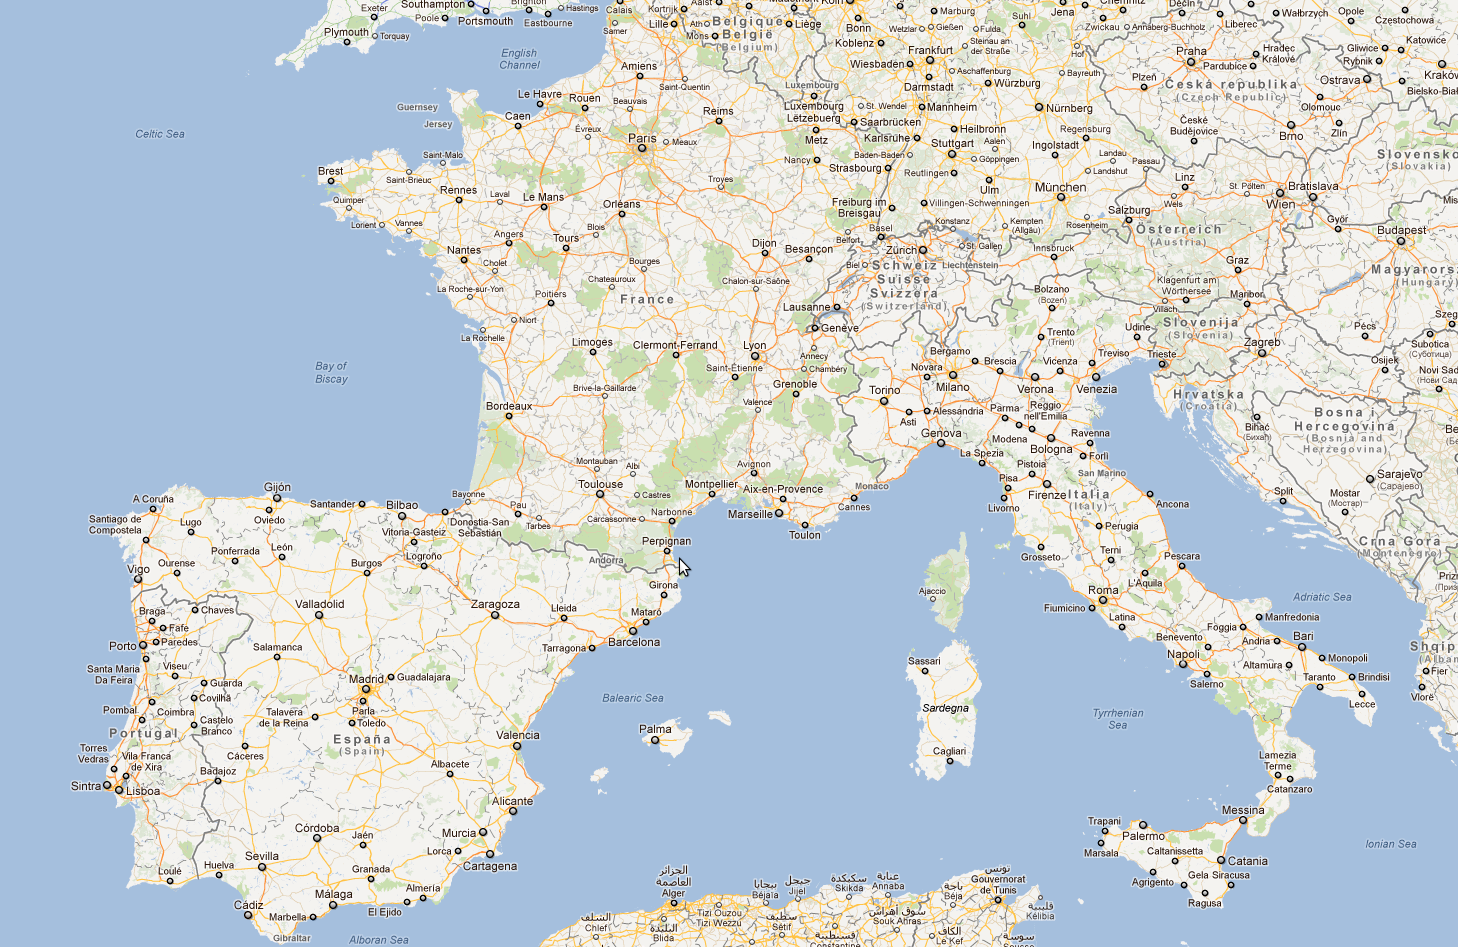 Exeter
Southampton
Brighton
Hastings
Calais
Kortrijk
Aalst
Köln
Marburg
Jena
Chemnitz
Děčín
Liberec
Wałbrzych
Opole
Częstochowa
Plymouth
Torquay
Poole
Portsmouth
Eastbourne
Samer
Lille
Ath
Mons
Belgique
België
(Belgium)
Liège
Bonn
Wetzlar
Gießen
Fulda
Suhl
Zwickau
Annaberg-Buchholz
Koblenz
Steinau an
der Straße
Hof
Praha
Hradec
Králové
Gliwice
Rybnik
Katowice
English
Channel
Amiens
Saint-Quentin
Wiesbaden
Frankfurt
Aschaffenburg
Bayreuth
Pardubice
Ostrava
Kraków
Luxembourg
Darmstadt
Würzburg
Plzeň
Česká republika
(Czech Republic)
Bielsko-Biała
Guernsey
Jersey
Le Havre
Rouen
Beauvais
Reims
Luxembourg
Lëtzebuerg
St. Wendel
Mannheim
Nürnberg
Olomouc
Celtic Sea
Caen
Évreux
Paris
Meaux
Metz
Saarbrücken
Karlsruhe
Heilbronn
Regensburg
České
Budějovice
Brno
Zlín
Saint-Malo
Nancy
Baden-Baden
Stuttgart
Aalen
Göppingen
Ingolstadt
Landau
Passau
Slovensko
(Slovakia)
Brest
Saint-Brieuc
Strasbourg
Reutlingen
Landshut
Linz
St. Pölten
Bratislava
Quimper
Rennes
Laval
Le Mans
Orléans
Troyes
Freiburg im
Breisgau
Ulm
Villingen-Schwenningen
München
Wels
Wien
Lorient
Vannes
Angers
Tours
Blois
Dijon
Besançon
Belfort
Basel
Konstanz
Kempten
(Allgäu)
Rosenheim
Salzburg
Österreich
(Austria)
Győr
Budapest
Nantes
Cholet
Bourges
Biel
Zürich
St. Gallen
Liechtenstein
Innsbruck
Graz
Magyarország
(Hungary)
La Roche-sur-Yon
Poitiers
Chateauroux
Chalon-sur-Saône
Schweiz
Suisse
Svizzera
(Switzerland)
Bolzano
(Bozen)
Klagenfurt am
Wörthersee
Maribor
France
Lausanne
Genève
Villach
Niort
La Rochelle
Limoges
Clermont-Ferrand
Lyon
Annecy
Chambéry
Trento
(Trient)
Udine
Slovenija
(Slovenia)
Zagreb
Pécs
Subotica
(Суботица)
Bay of
Biscay
Saint-Étienne
Bergamo
Novara
Milano
Brescia
Vicenza
Verona
Treviso
Venezia
Trieste
Osijek
Novi Sad
Brive-la-Gaillarde
Valence
Grenoble
Torino
Asti
Alessandria
Parma
Reggio
nell'Emilia
Hrvatska
(Croatia)
Bordeaux
Genova
Modena
Bologna
Ravenna
Forlì
Bihać
(Бихаћ)
Bosna i
Hercegovina
(Bosnia and
Herzegovina)
Montauban
Albi
Avignon
La Spezia
Pistoia
San Marino
Sarajevo
(Сарајево)
Bayonne
Toulouse
Castres
Montpellier
Aix-en-Provence
Monaco
Cannes
Pisa
Livorno
Firenze
Italia
(Italy)
Ancona
Split
Mostar
(Мостар)
A Coruña
Gijón
Santander
Bilbao
Pau
Tarbes
Carcassonne
Narbonne
Marseille
Toulon
Santiago de
Compostela
Lugo
Oviedo
Donostia-San
Sebastián
Vitoria-Gasteiz
Perpignan
Perugia
Crna Gora
(Montenegro)
Ponferrada
León
Logroño
Andorra
Grosseto
Terni
Pescara
Vigo
Ourense
Burgos
Girona
Ajaccio
L'Aquila
Roma
Fiumicino
Adriatic Sea
Braga
Chaves
Fafe
Valladolid
Zaragoza
Lleida
Mataró
Barcelona
Latina
Manfredonia
Foggia
Porto
Paredes
Salamanca
Tarragona
Benevento
Andria
Bari
Santa Maria
Da Feira
Viseu
Guarda
Madrid
Guadalajara
Sassari
Napoli
Altamura
Monopoli
Fier
Covilhã
Salerno
Taranto
Brindisi
Vlorë
Pombal
Coimbra
Castelo
Branco
Talavera
de la Reina
Parla
Toledo
Balearic Sea
Sardegna
Tyrrhenian
Sea
Lecce
Portugal
España
(Spain)
Valencia
Palma
Torres
Vedras
Vila Franca
de Xira
Cáceres
Cagliari
Lamezia
Terme
Sintra
Lisboa
Badajoz
Albacete
Catanzaro
Alicante
Messina
Córdoba
Jaén
Murcia
Trapani
Palermo
Marsala
Ionian Sea
Lorca
Cartagena
Caltanissetta
Catania
Loulé
Huelva
Sevilla
Granada
Almería
Agrigento
Gela
Siracusa
Ragusa
Cádiz
Málaga
Marbella
El Ejido
الجزائر
العاصمة
Alger
بجايا
Béjaïa
جيجل
Jijel
سكيكدة
Skikda
عنابة
Annaba
باجة
Béja
تونس
Gouvernorat
de Tunis
قليبية
Kélibia
Gibraltar
Alboran Sea
الشلف
Chlef
البليدة
Blida
Tizi Ouzou
Tizi Wezzu
سطيف
Sétif
قسنطينة
Constantine
سوق أهراس
Souk Ahras
الكاف
Le Kef
سوسة
Sousse